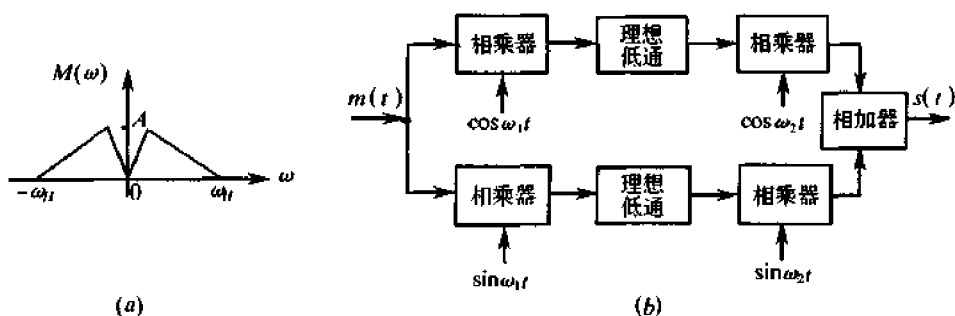 M(ω)
A
-ω_H
0
ω_H
ω
(a)
m(t)
相乘器
理想
低通
相乘器
cosω₁t
cosω₂t
相加器
s(t)
相乘器
理想
低通
相乘器
sinω₁t
sinω₂t
(b)